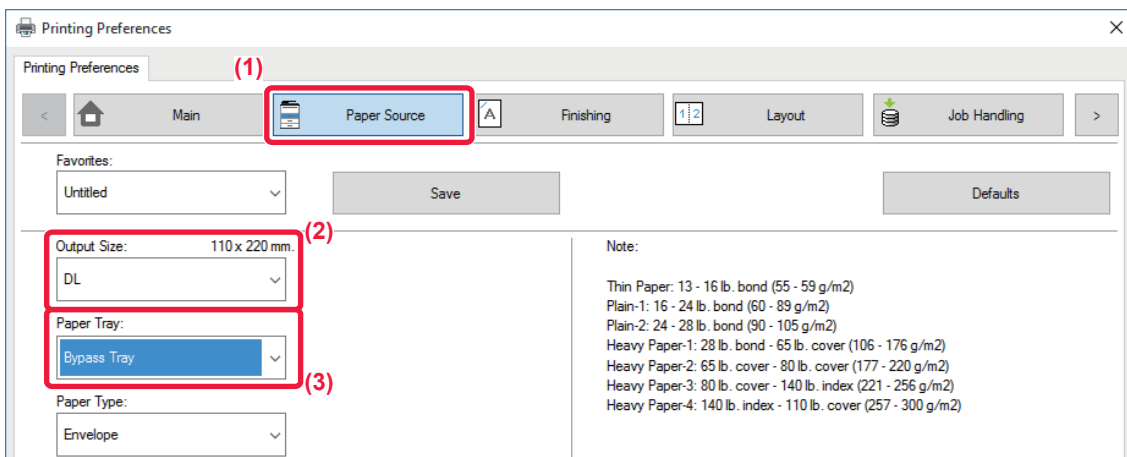 Printing Preferences
Printing Preferences
(1)
< Main Paper Source A Finishing 1 2 Layout Job Handling >
Favorites:
Untitled Save Defaults
(2)
Output Size: 110 x 220 mm.
DL
Paper Tray:
Bypass Tray
(3)
Paper Type:
Envelope
Note:
Thin Paper: 13 - 16 lb. bond (55 - 59 g/m2)
Plain-1: 16 - 24 lb. bond (60 - 89 g/m2)
Plain-2: 24 - 28 lb. bond (90 - 105 g/m2)
Heavy Paper-1: 28 lb. bond - 65 lb. cover (106 - 176 g/m2)
Heavy Paper-2: 65 lb. cover - 80 lb. cover (177 - 220 g/m2)
Heavy Paper-3: 80 lb. cover - 140 lb. index (221 - 256 g/m2)
Heavy Paper-4: 140 lb. index - 110 lb. cover (257 - 300 g/m2)